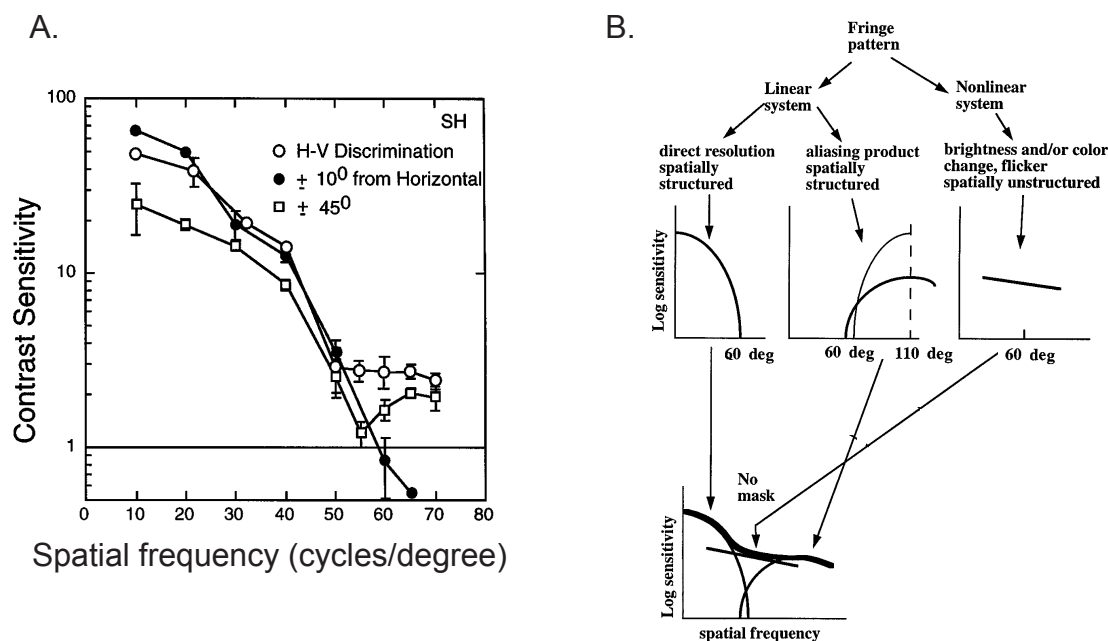 A.
100
10
1
0
10
20
30
40
50
60
70
80
Contrast Sensitivity
Spatial frequency (cycles/degree)
SH
H-V Discrimination
± 10⁰ from Horizontal
± 45⁰
B.
Fringe
pattern
Linear
system
Nonlinear
system
direct resolution
spatially
structured
aliasing product
spatially
structured
brightness and/or color
change, flicker
spatially unstructured
Log sensitivity
60 deg
60 deg
110 deg
60 deg
No
mask
Log sensitivity
spatial frequency